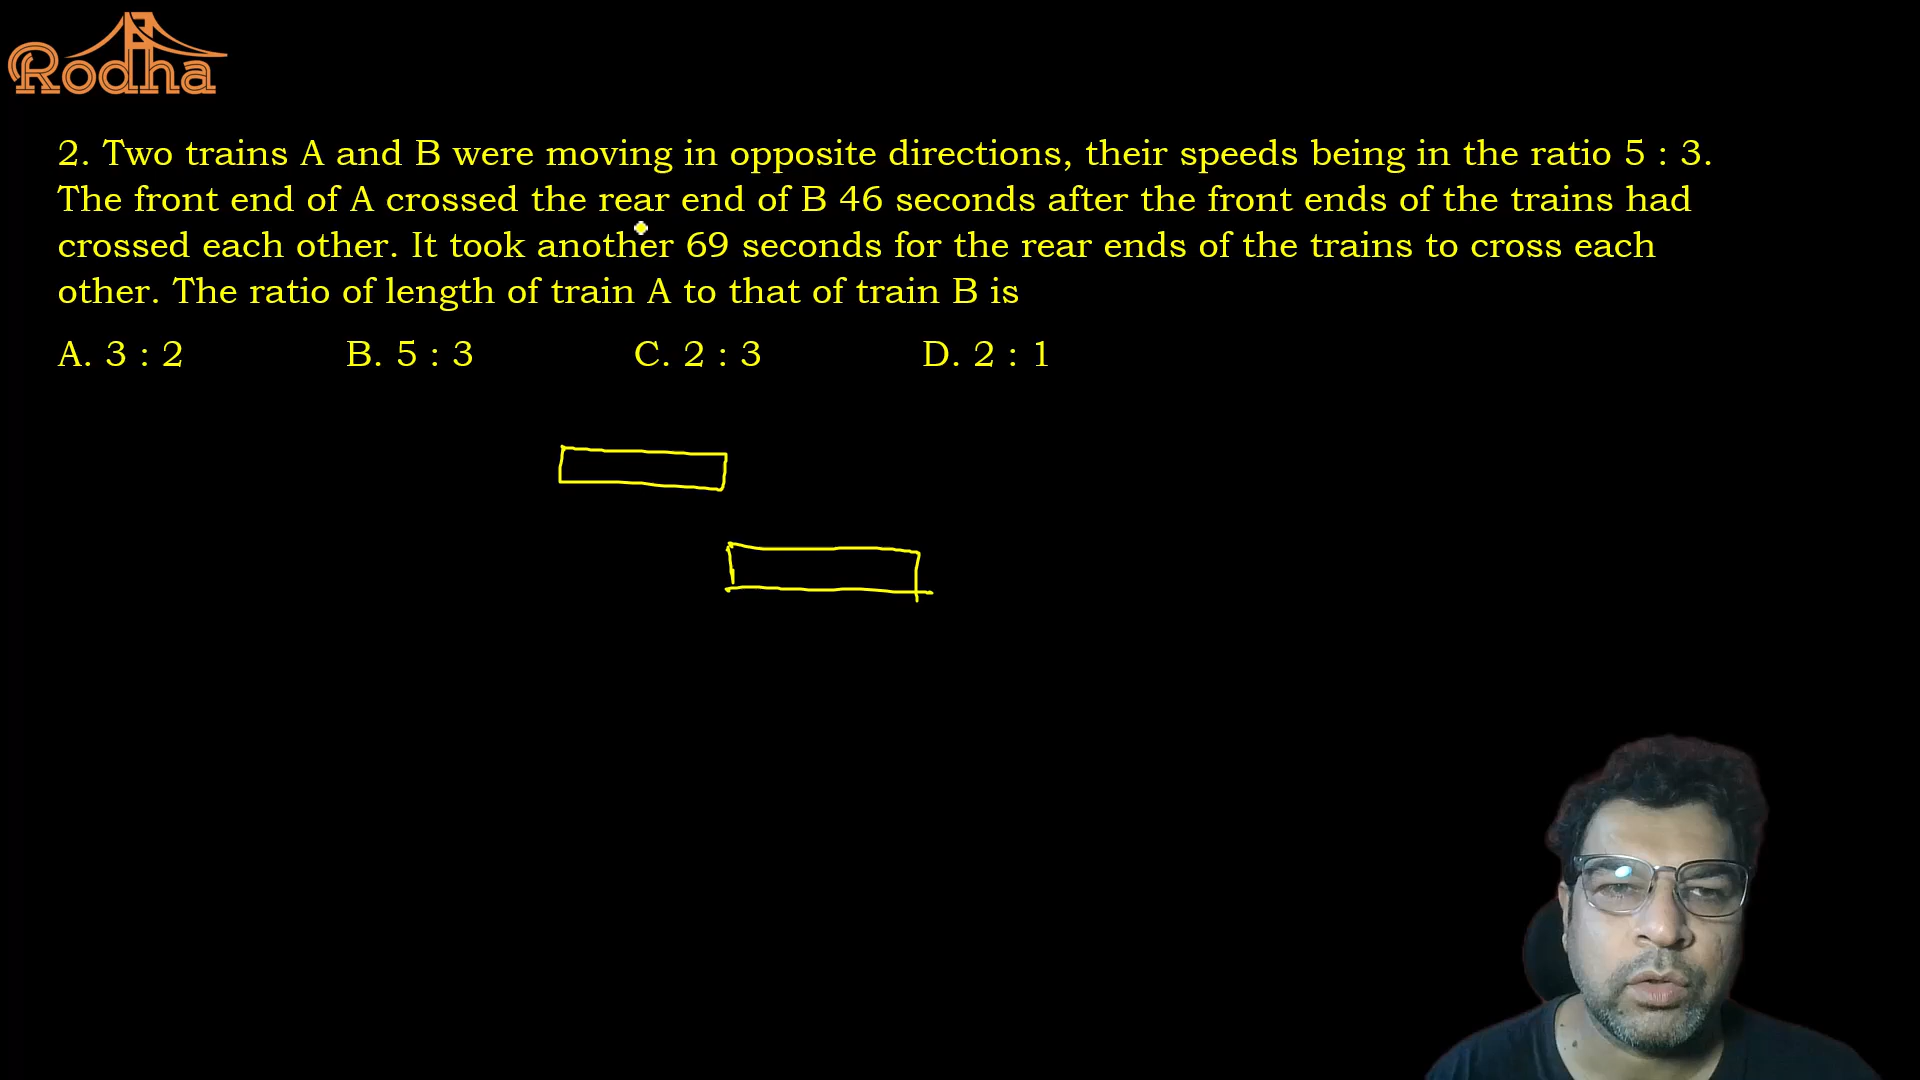 Rodha
2. Two trains A and B were moving in opposite directions, their speeds being in the ratio 5 : 3.
The front end of A crossed the rear end of B 46 seconds after the front ends of the trains had
crossed each other. It took another 69 seconds for the rear ends of the trains to cross each
other. The ratio of length of train A to that of train B is
A. 3 : 2 B. 5 : 3 C. 2 : 3 D. 2 : 1